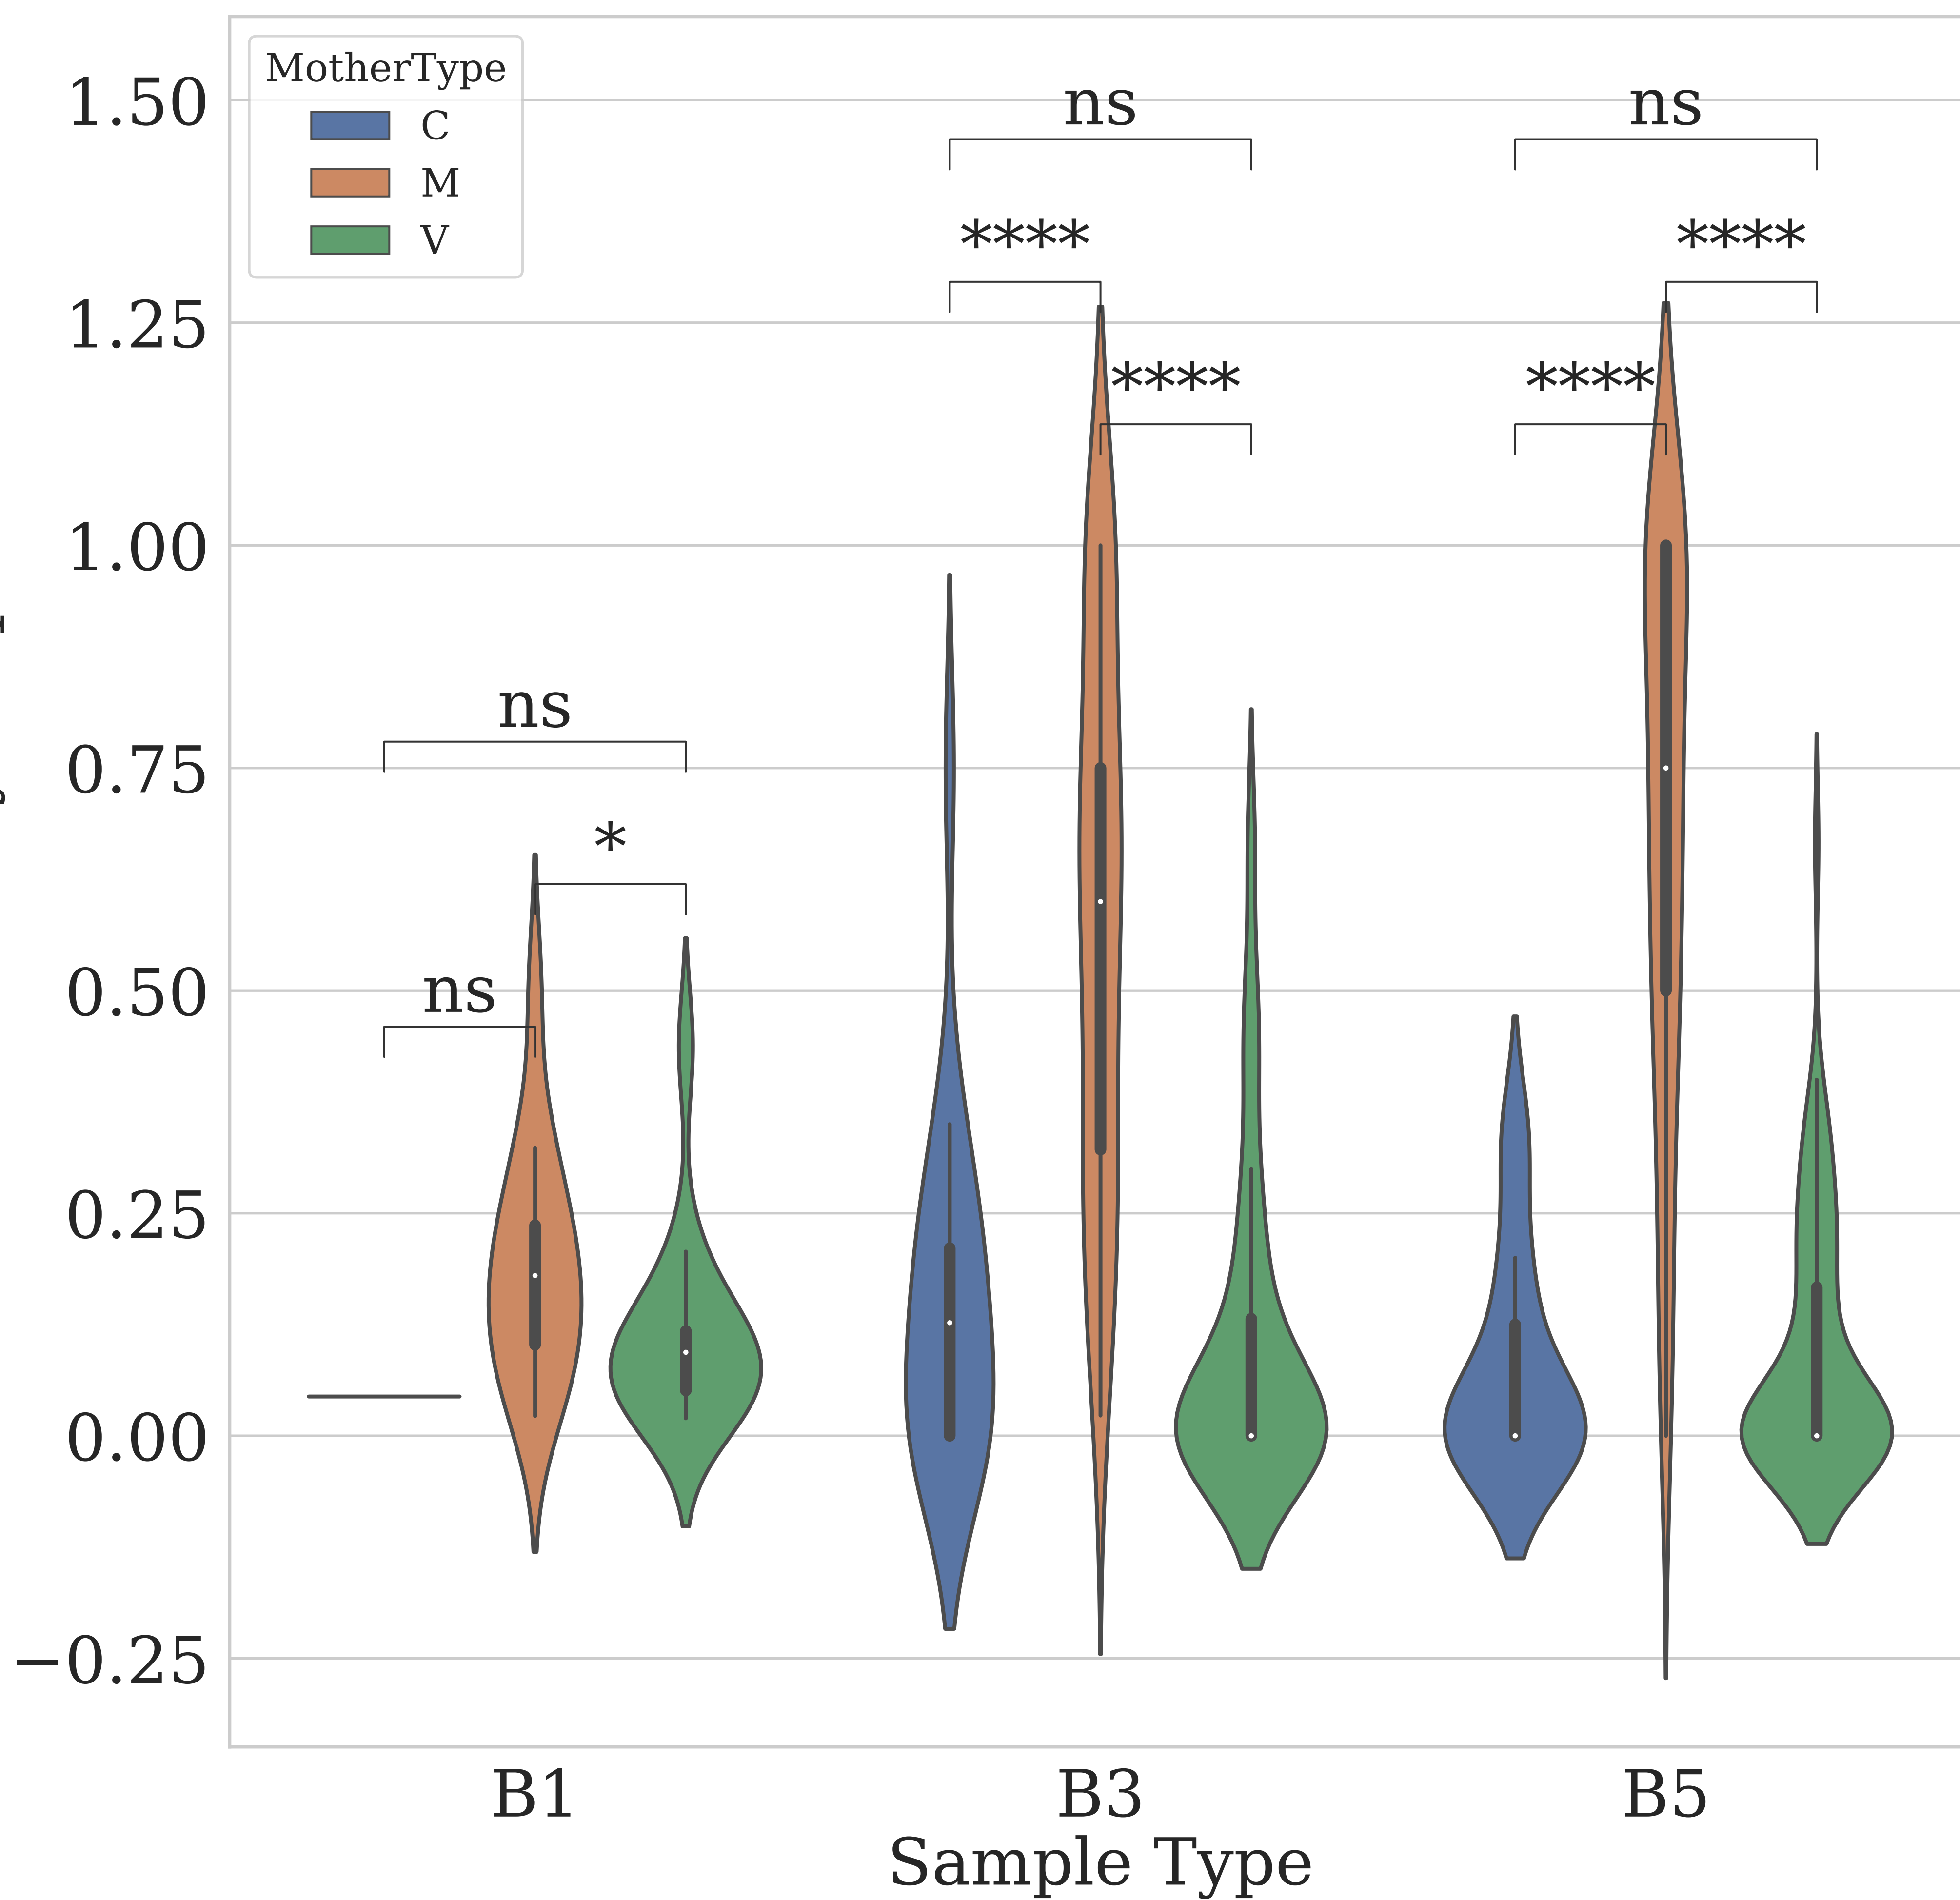 MotherType
C
M
V
1.50
1.25
1.00
0.75
0.50
0.25
0.00
−0.25
ns
ns
****
****
****
****
ns
*
ns
B1
B3
B5
Sample Type